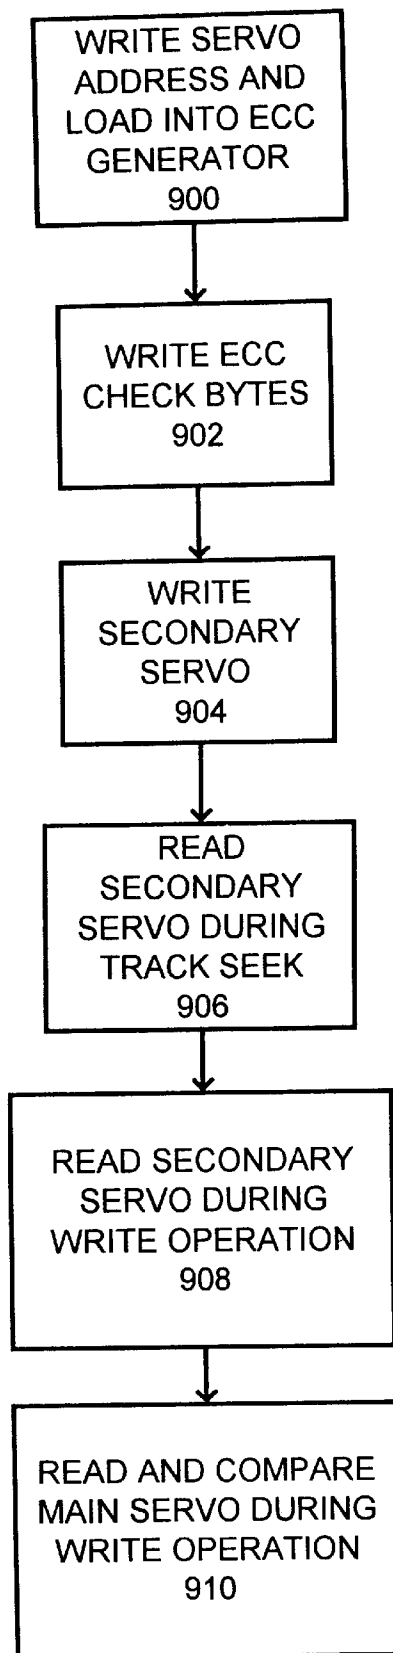 WRITE SERVO
ADDRESS AND
LOAD INTO ECC
GENERATOR
900
WRITE ECC
CHECK BYTES
902
WRITE
SECONDARY
SERVO
904
READ
SECONDARY
SERVO DURING
TRACK SEEK
906
READ SECONDARY
SERVO DURING
WRITE OPERATION
908
READ AND COMPARE
MAIN SERVO DURING
WRITE OPERATION
910